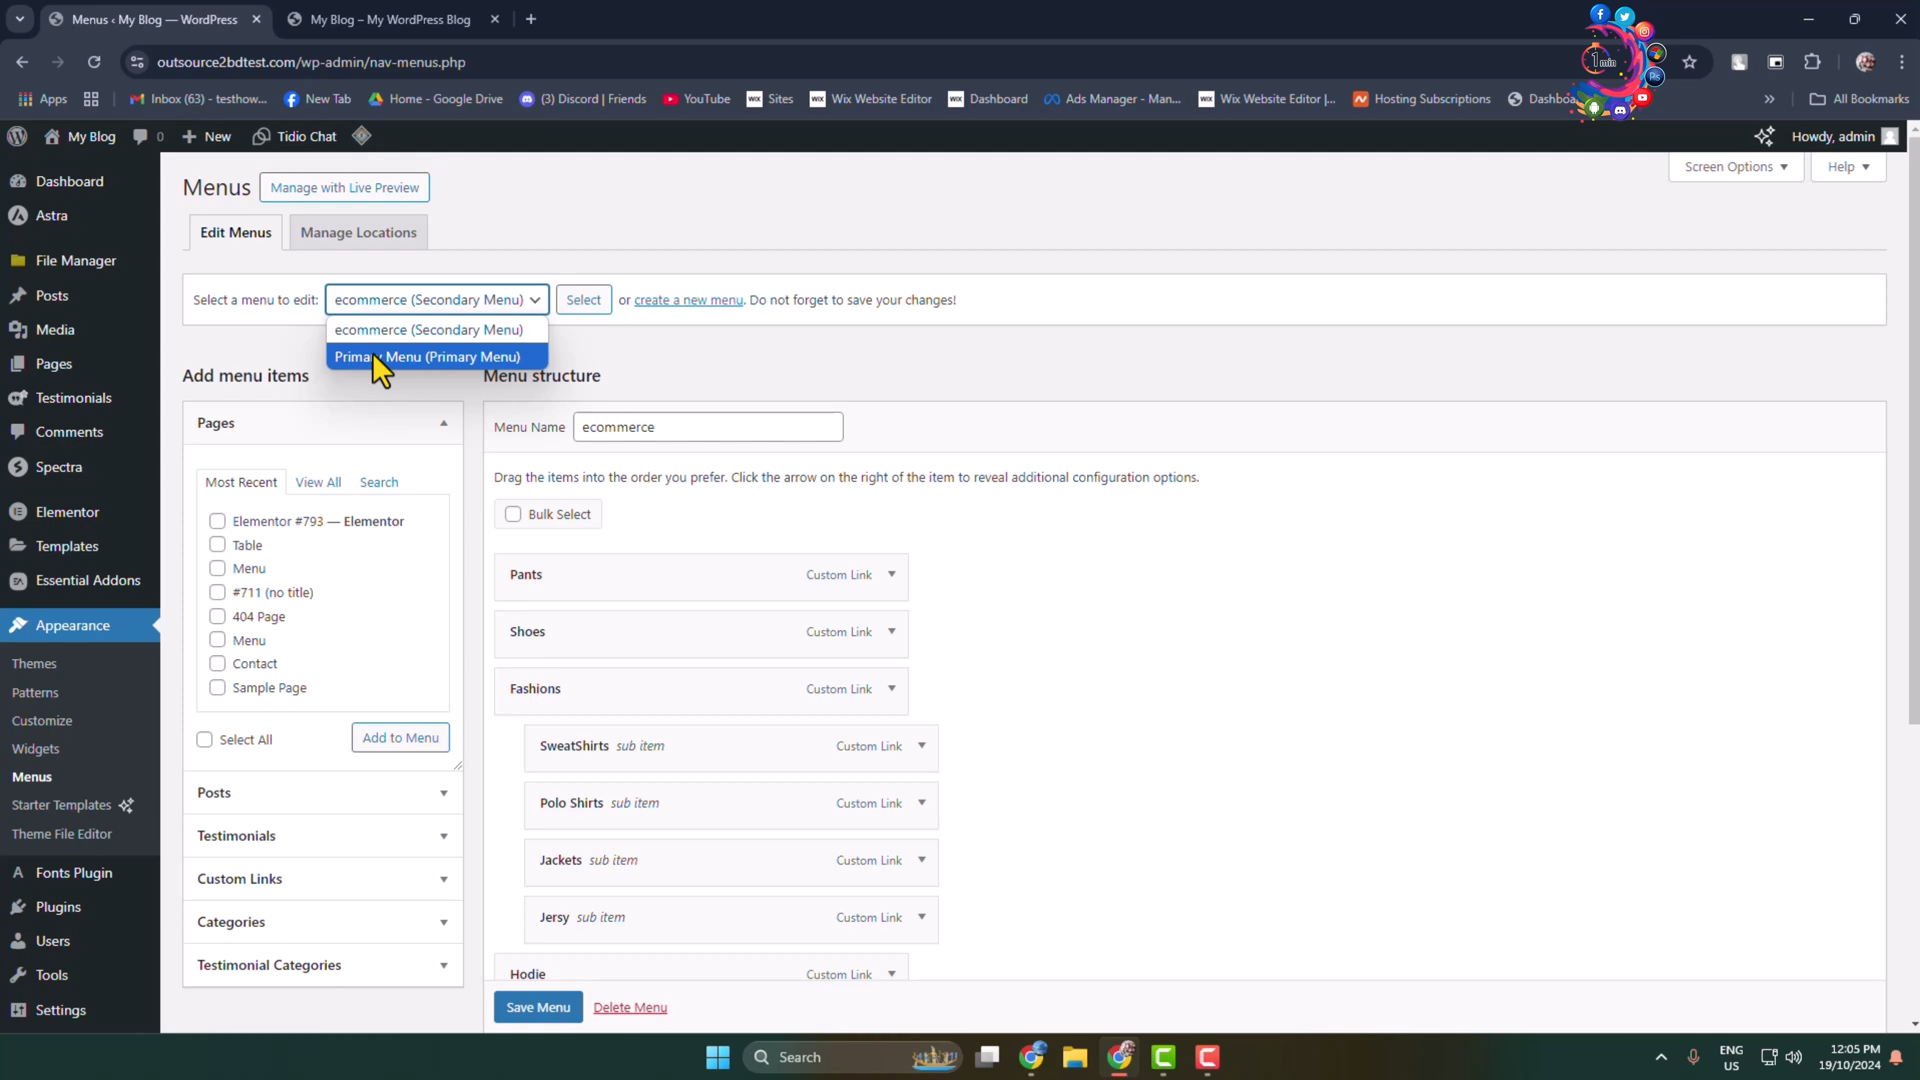 Menus ‹ My Blog — WordPress
My Blog – My WordPress Blog
outsource2bdtest.com/wp-admin/nav-menus.php
1min
Ps
Apps
Inbox (63) - testhow...
New Tab
Home - Google Drive
(3) Discord | Friends
YouTube
WIX Sites
WIX Wix Website Editor
WIX Dashboard
Ads Manager - Man...
WIX Wix Website Editor |...
Hosting Subscriptions
Dashboa
All Bookmarks
My Blog
0
New
Tidio Chat
Howdy, admin
Dashboard
Astra
File Manager
Posts
Media
Pages
Testimonials
Comments
Spectra
Elementor
Templates
Essential Addons
Appearance
Themes
Patterns
Customize
Widgets
Menus
Starter Templates
Theme File Editor
Fonts Plugin
Plugins
Users
Tools
Settings
Screen Options
Help
Menus
Manage with Live Preview
Edit Menus
Manage Locations
Select a menu to edit: ecommerce (Secondary Menu) Select or create a new menu. Do not forget to save your changes!
ecommerce (Secondary Menu)
Primary Menu (Primary Menu)
Add menu items
Pages
Most Recent
View All
Search
Elementor #793 — Elementor
Table
Menu
#711 (no title)
404 Page
Menu
Contact
Sample Page
Select All
Add to Menu
Posts
Testimonials
Custom Links
Categories
Testimonial Categories
Menu structure
Menu Name ecommerce
Drag the items into the order you prefer. Click the arrow on the right of the item to reveal additional configuration options.
Bulk Select
Pants Custom Link
Shoes Custom Link
Fashions Custom Link
SweatShirts sub item Custom Link
Polo Shirts sub item Custom Link
Jackets sub item Custom Link
Jersy sub item Custom Link
Hodie Custom Link
Save Menu
Delete Menu
Search
ENG
US
12:05 PM
19/10/2024